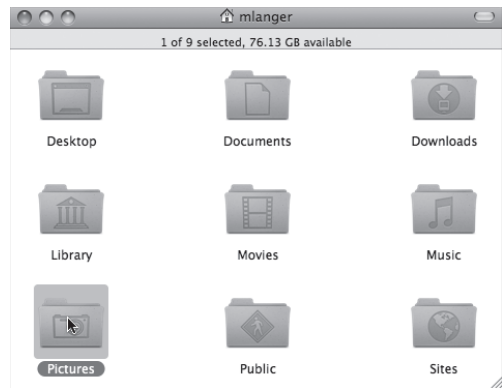 mlanger
1 of 9 selected, 76.13 GB available
Desktop Documents Downloads
Library Movies Music
Pictures Public Sites